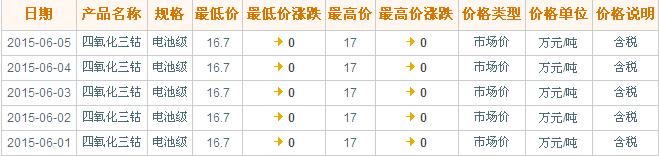 日期 产品名称 规格 最低价 最低价涨跌 最高价 最高价涨跌 价格类型 价格单位 价格说明
2015-06-05 四氧化三钴 电池级 16.7 → 0 17 → 0 市场价 万元/吨 含税
2015-06-04 四氧化三钴 电池级 16.7 → 0 17 → 0 市场价 万元/吨 含税
2015-06-03 四氧化三钴 电池级 16.7 → 0 17 → 0 市场价 万元/吨 含税
2015-06-02 四氧化三钴 电池级 16.7 → 0 17 → 0 市场价 万元/吨 含税
2015-06-01 四氧化三钴 电池级 16.7 → 0 17 → 0 市场价 万元/吨 含税